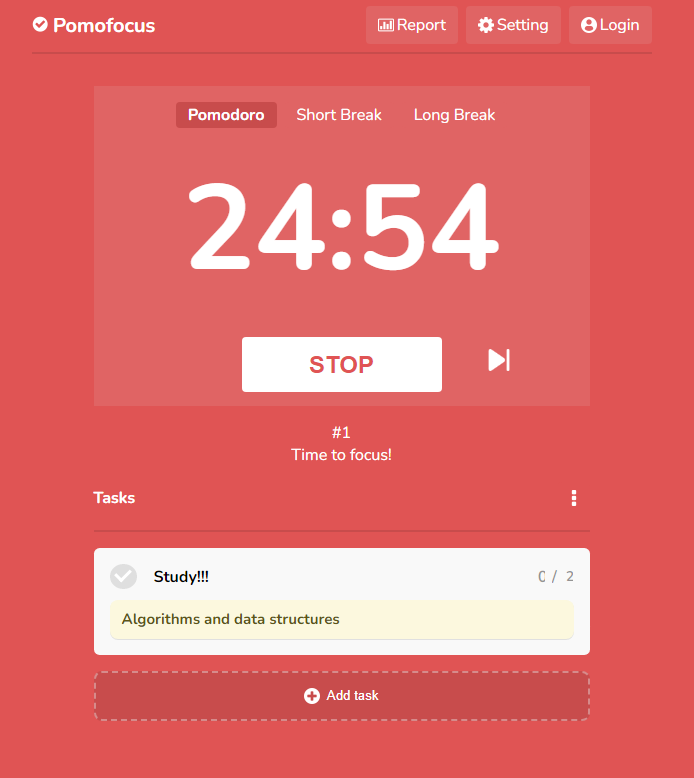 Pomofocus
Report
Setting
Login
Pomodoro
Short Break
Long Break
24:54
STOP
#1
Time to focus!
Tasks
Study!!!
0 / 2
Algorithms and data structures
Add task